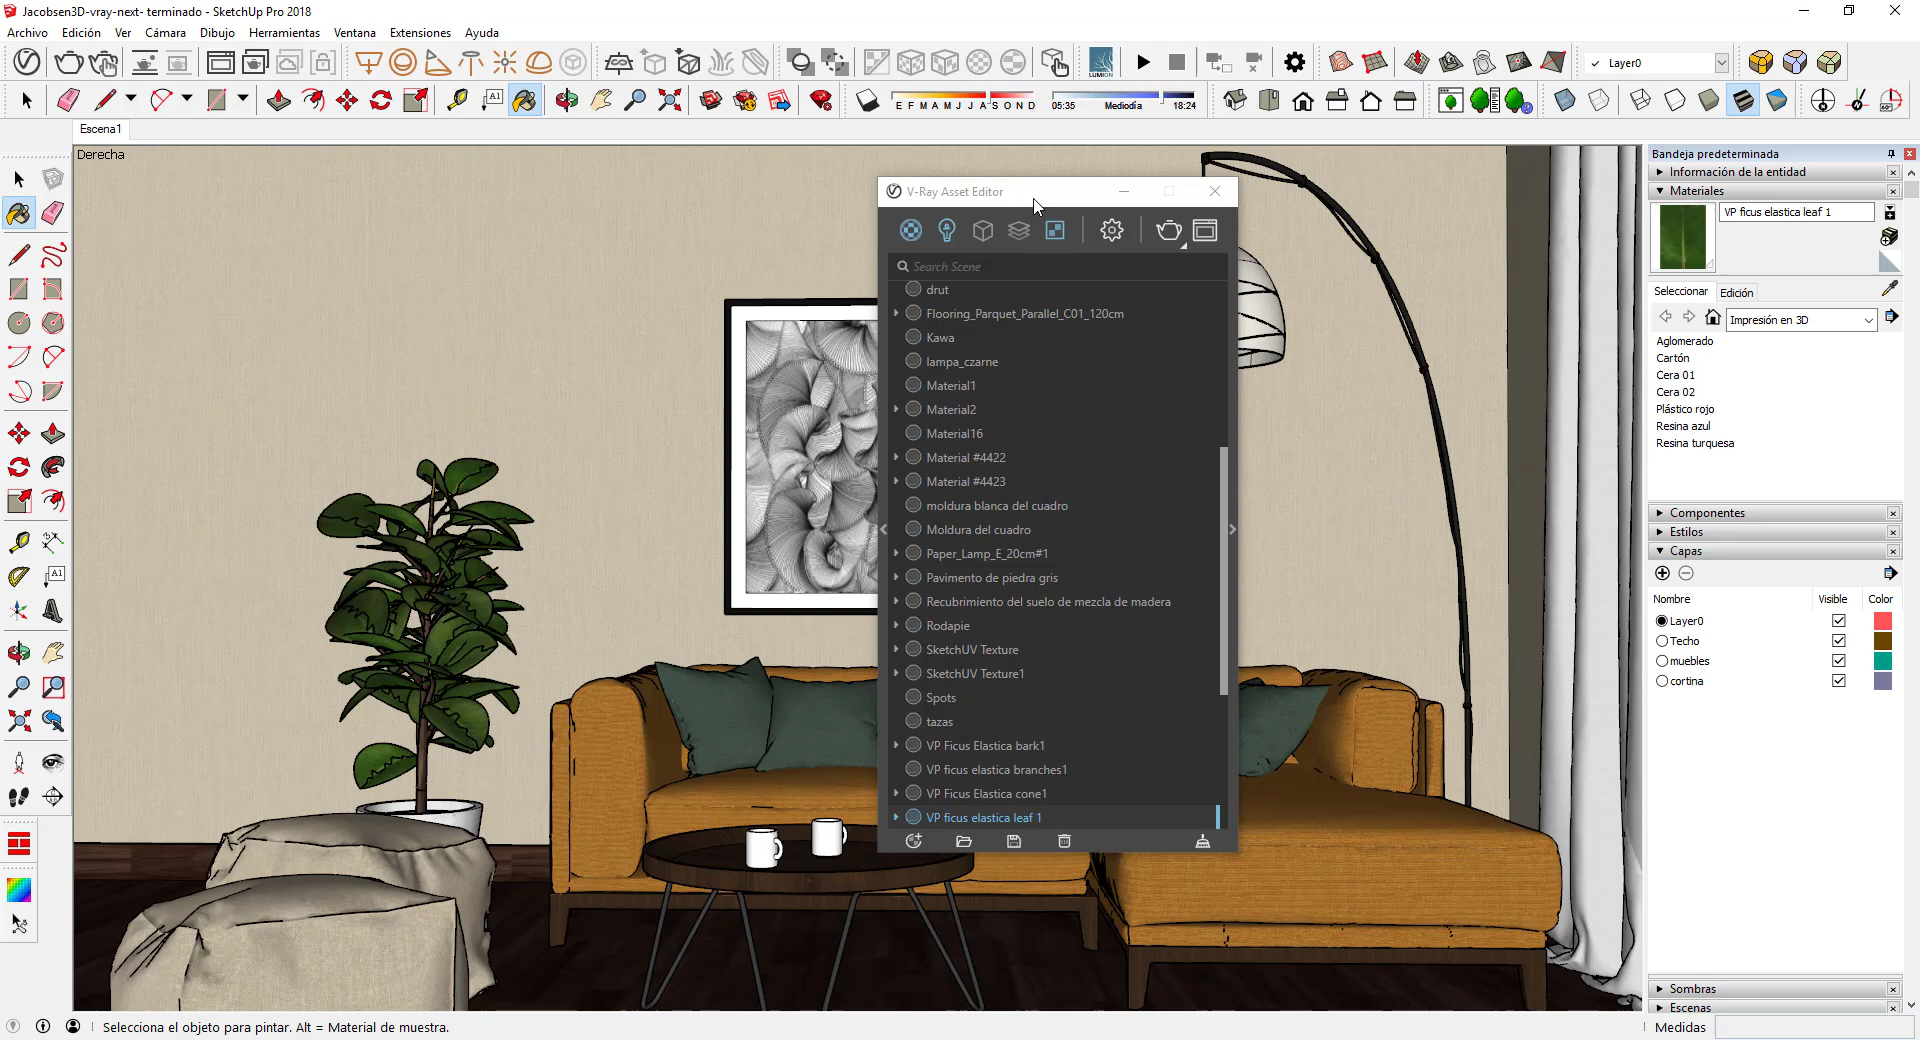 Jacobsen3D-vray-next- terminado - SketchUp Pro 2018
Archivo Edición Ver Cámara Dibujo Herramientas Ventana Extensiones Ayuda
LUMION
Layer0
A1
E F M A M J J A S O N D
05:35 Mediodía 18:24
Escena1
Derecha
V-Ray Asset Editor
Search Scene
drut
Flooring_Parquet_Parallel_C01_120cm
Kawa
lampa_czarne
Material1
Material2
Material16
Material #4422
Material #4423
moldura blanca del cuadro
Moldura del cuadro
Paper_Lamp_E_20cm#1
Pavimento de piedra gris
Recubrimiento del suelo de mezcla de madera
Rodapie
SketchUV Texture
SketchUV Texture1
Spots
tazas
VP Ficus Elastica bark1
VP ficus elastica branches1
VP Ficus Elastica cone1
VP ficus elastica leaf 1
Bandeja predeterminada
Información de la entidad
Materiales
VP ficus elastica leaf 1
Seleccionar Edición
Impresión en 3D
Aglomerado
Cartón
Cera 01
Cera 02
Plástico rojo
Resina azul
Resina turquesa
Componentes
Estilos
Capas
Nombre Visible Color
Layer0
Techo
muebles
cortina
Sombras
Escenas
A1
Selecciona el objeto para pintar. Alt = Material de muestra.
Medidas